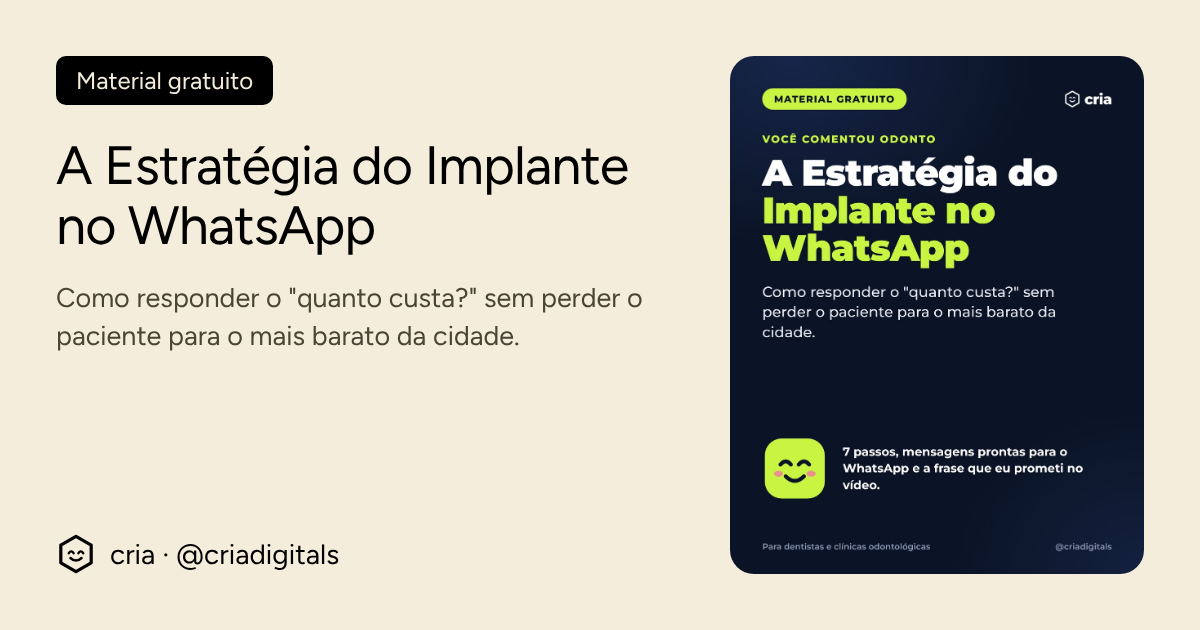 Material gratuito
A Estratégia do Implante
no WhatsApp
Como responder o "quanto custa?" sem perder o
paciente para o mais barato da cidade.
cria · @criadigitals
MATERIAL GRATUITO
cria
VOCÊ COMENTOU ODONTO
A Estratégia do
Implante no
WhatsApp
Como responder o "quanto custa?" sem
perder o paciente para o mais barato da
cidade.
7 passos, mensagens prontas para o
WhatsApp e a frase que eu prometi no
vídeo.
Para dentistas e clínicas odontológicas
@criadigitals